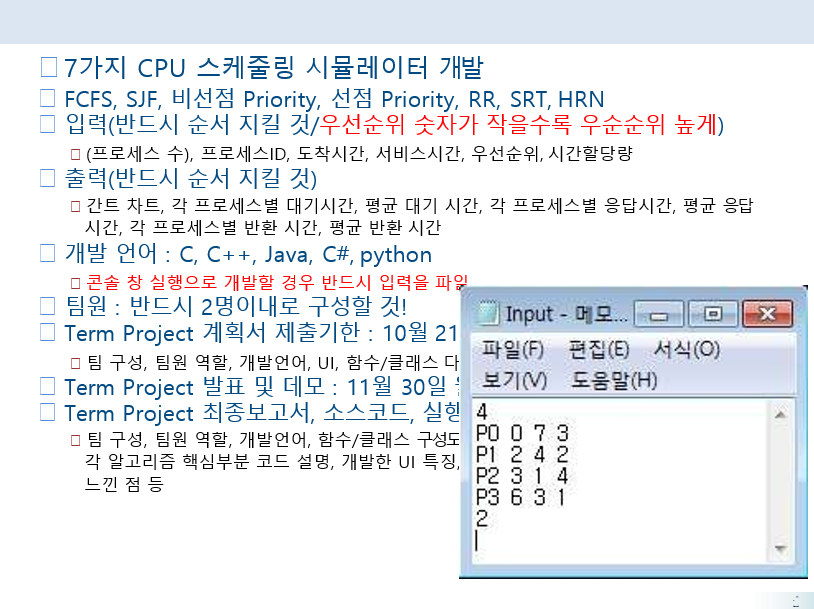 7가지 CPU 스케줄링 시뮬레이터 개발
FCFS, SJF, 비선점 Priority, 선점 Priority, RR, SRT, HRN
입력(반드시 순서 지킬 것/우선순위 숫자가 작을수록 우순순위 높게)
(프로세스 수), 프로세스ID, 도착시간, 서비스시간, 우선순위, 시간할당량
출력(반드시 순서 지킬 것)
간트 차트, 각 프로세스별 대기시간, 평균 대기 시간, 각 프로세스별 응답시간, 평균 응답
시간, 각 프로세스별 반환 시간, 평균 반환 시간
개발 언어 : C, C++, Java, C#, python
콘솔 창 실행으로 개발할 경우 반드시 입력을 파일
팀원 : 반드시 2명이내로 구성할 것!
Term Project 계획서 제출기한 : 10월 21
팀 구성, 팀원 역할, 개발언어, UI, 함수/클래스 다
Term Project 발표 및 데모 : 11월 30일
Term Project 최종보고서, 소스코드, 실행
팀 구성, 팀원 역할, 개발언어, 함수/클래스 구성도
각 알고리즘 핵심부분 코드 설명, 개발한 UI 특징,
느낀 점 등
Input - 메모...
파일(F) 편집(E) 서식(O)
보기(V) 도움말(H)
4
P0 0 7 3
P1 2 4 2
P2 3 1 4
P3 6 3 1
2